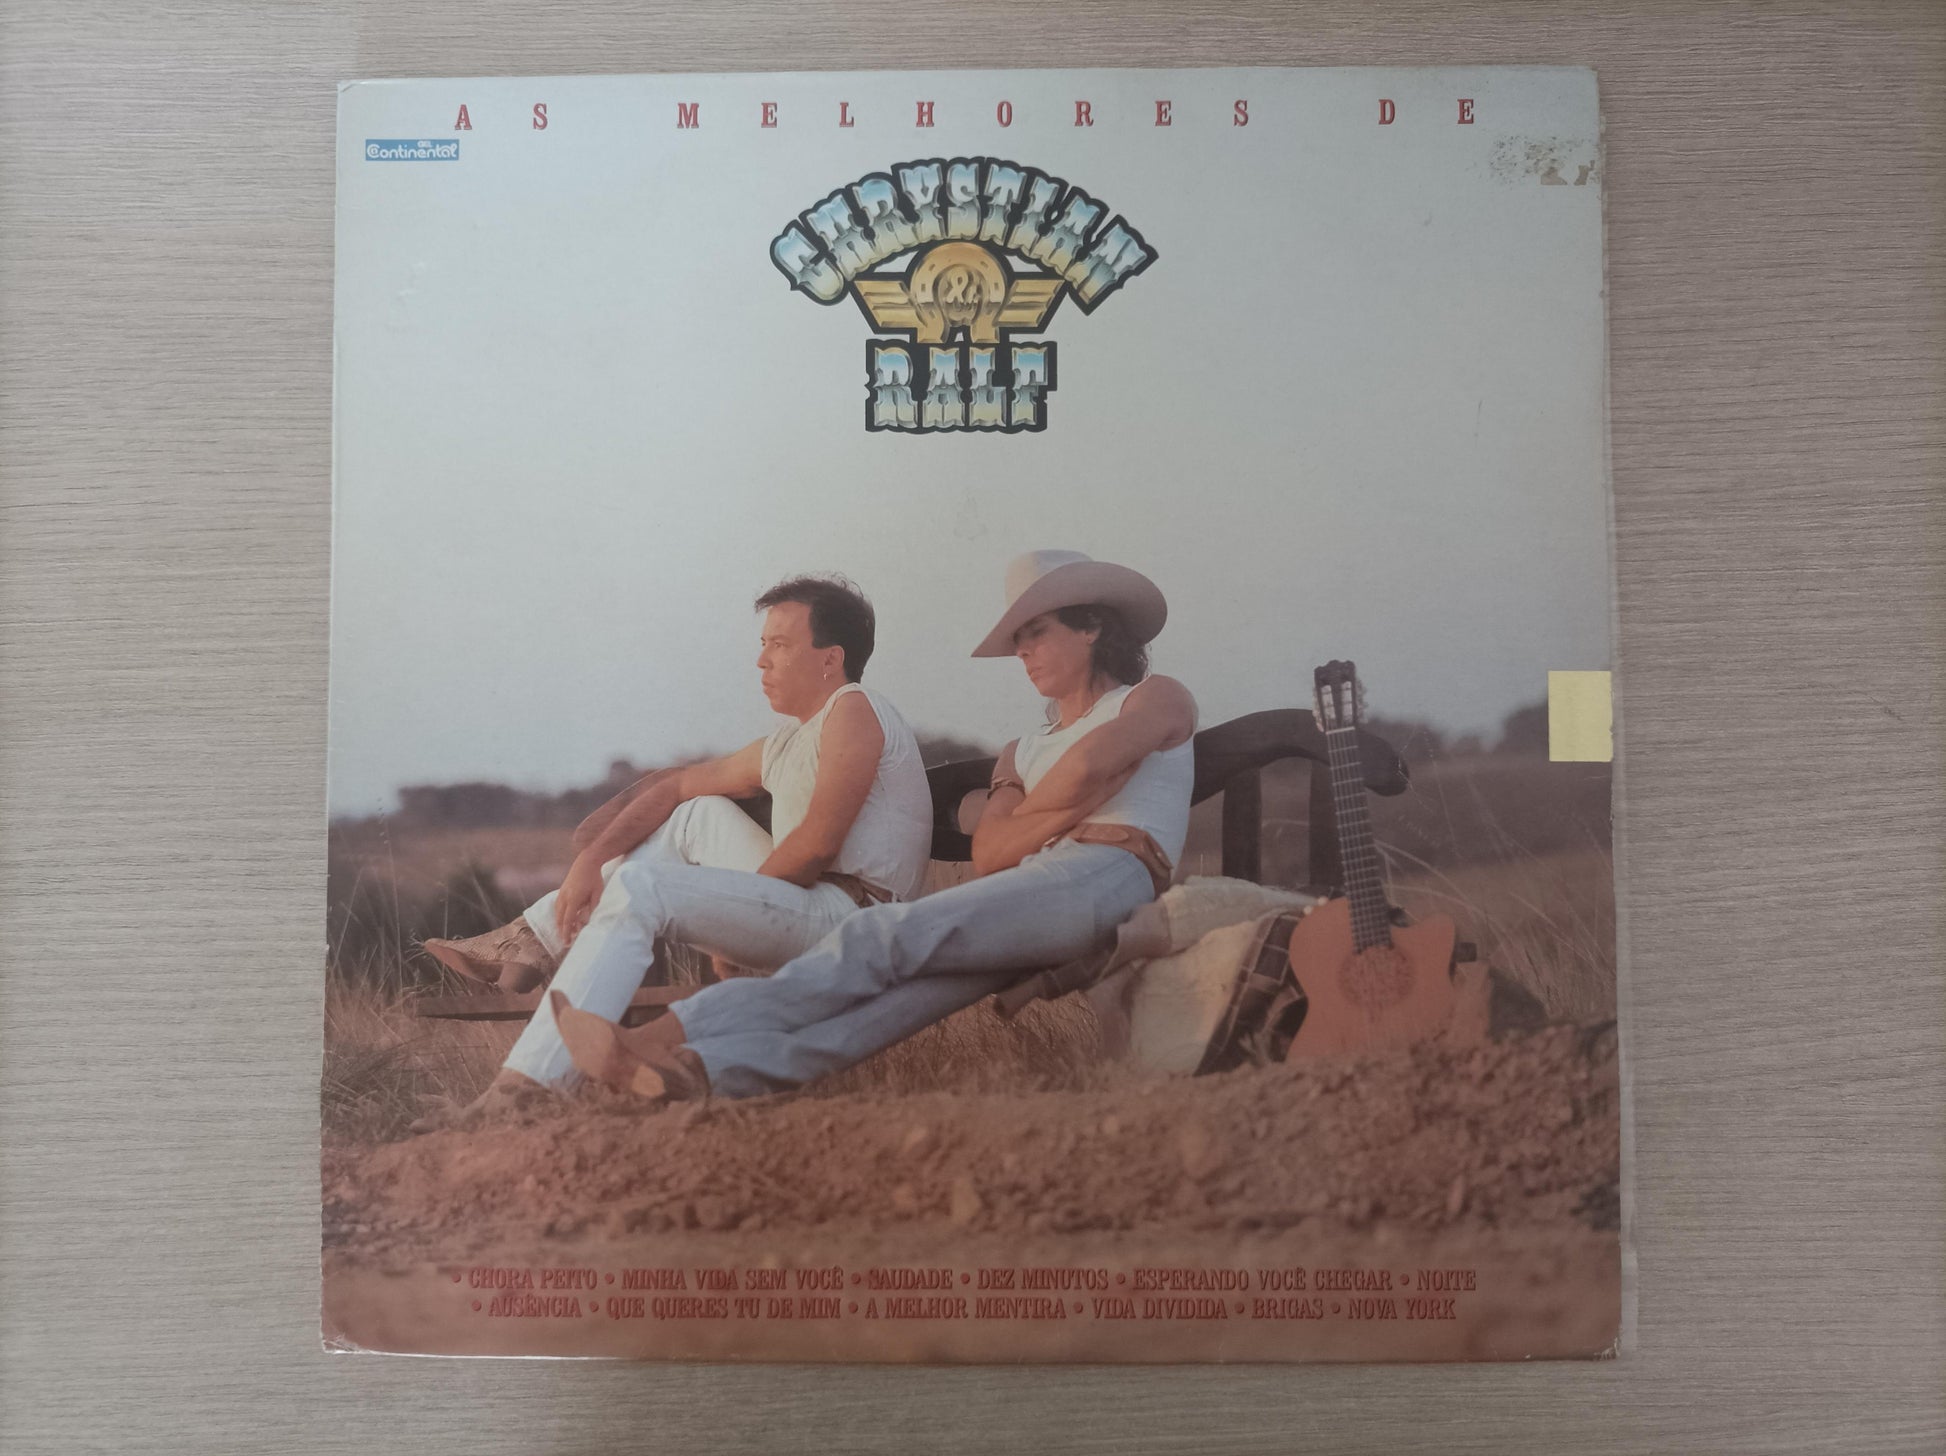 AS MELHORES DE
GEL
Continental
CHRYSTIAN
&
RALF
• CHORA PEITO • MINHA VIDA SEM VOCÊ • SAUDADE • DEZ MINUTOS • ESPERANDO VOCÊ CHEGAR • NOITE
• AUSÊNCIA • QUE QUERES TU DE MIM • A MELHOR MENTIRA • VIDA DIVIDIDA • BRIGAS • NOVA YORK